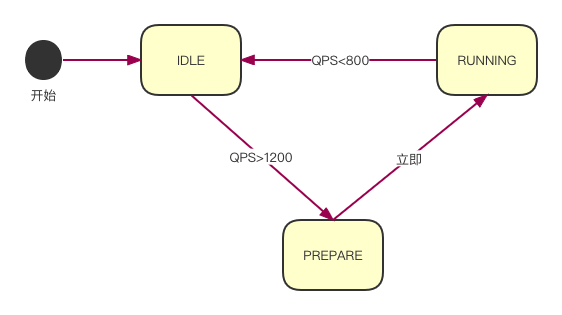 IDLE
QPS<800
RUNNING
开始
QPS>1200
立即
PREPARE